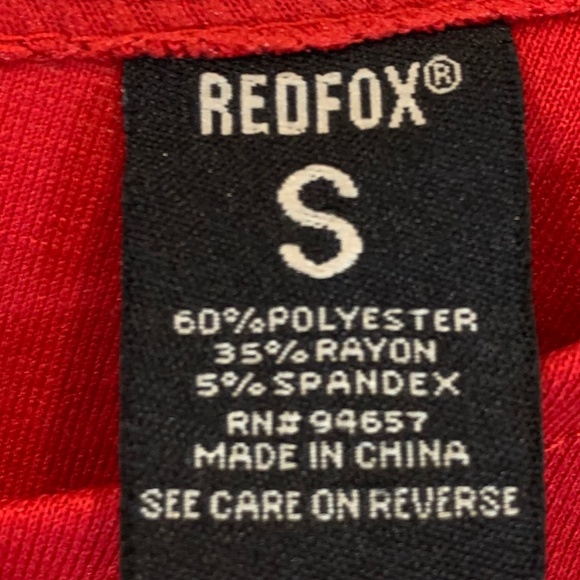 REDFOX®
S
60%POLYESTER
35%RAYON
5%SPANDEX
RN# 94657
MADE IN CHINA
SEE CARE ON REVERSE